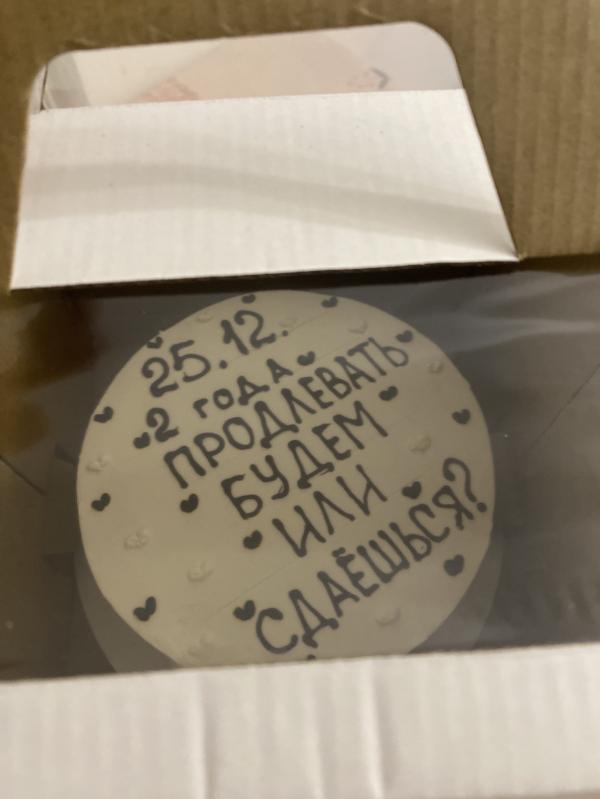 25.12.
2 ГОДА
ПРОДЛЕВАТЬ
БУДЕМ
ИЛИ
СДАЁШЬСЯ?